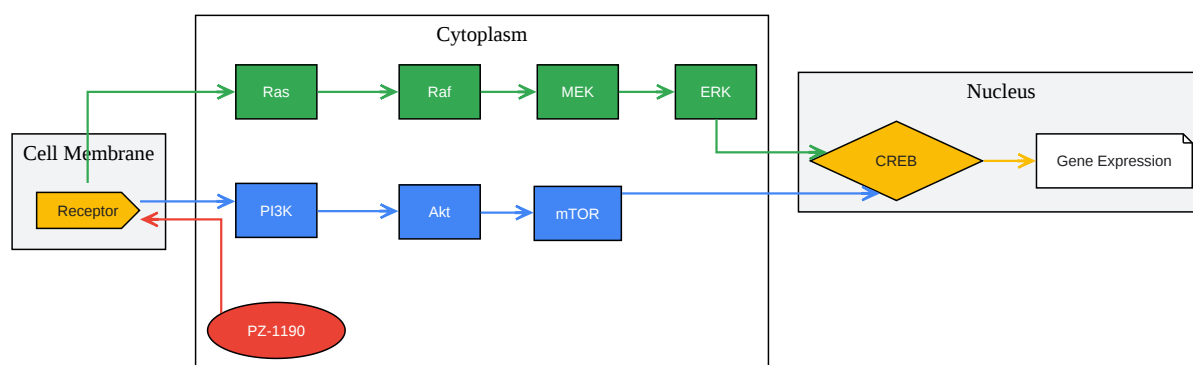 Cytoplasm
Ras
Raf
MEK
ERK
Nucleus
Cell Membrane
CREB
Gene Expression
Receptor
PI3K
Akt
mTOR
PZ-1190